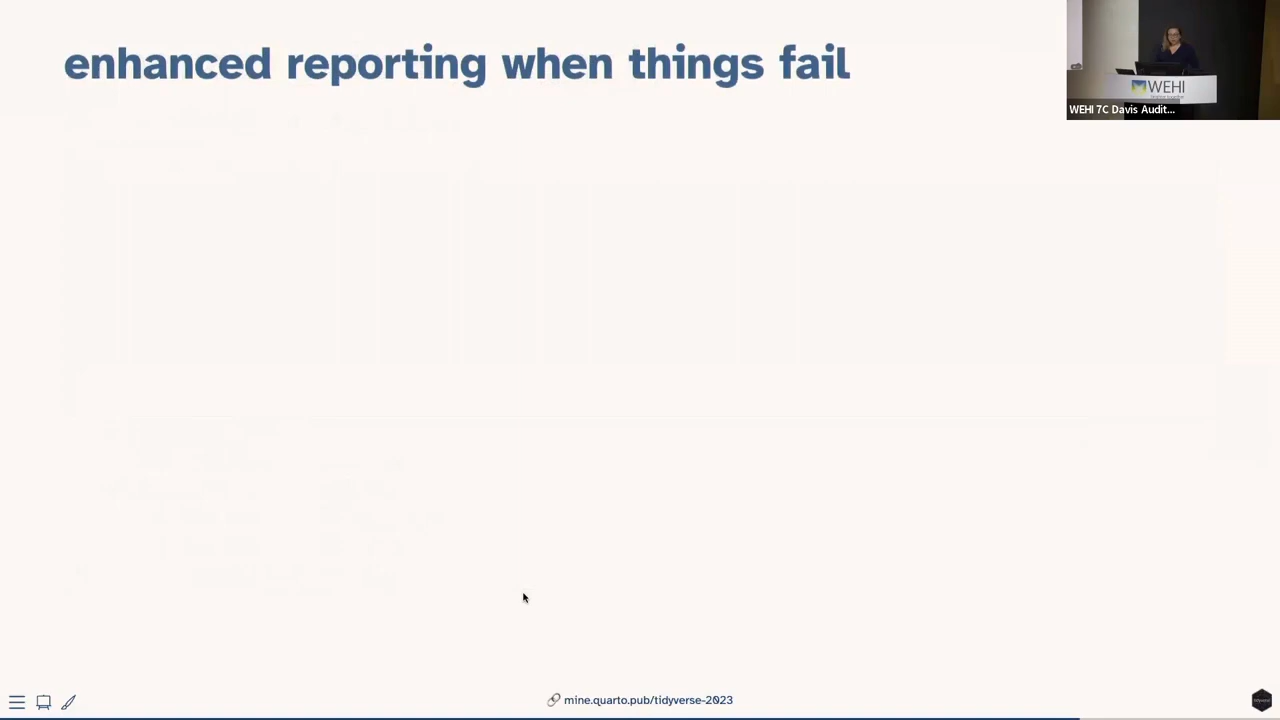 enhanced reporting when things fail
WEHI
WEHI 7C Davis Audit...
mine.quarto.pub/tidyverse-2023